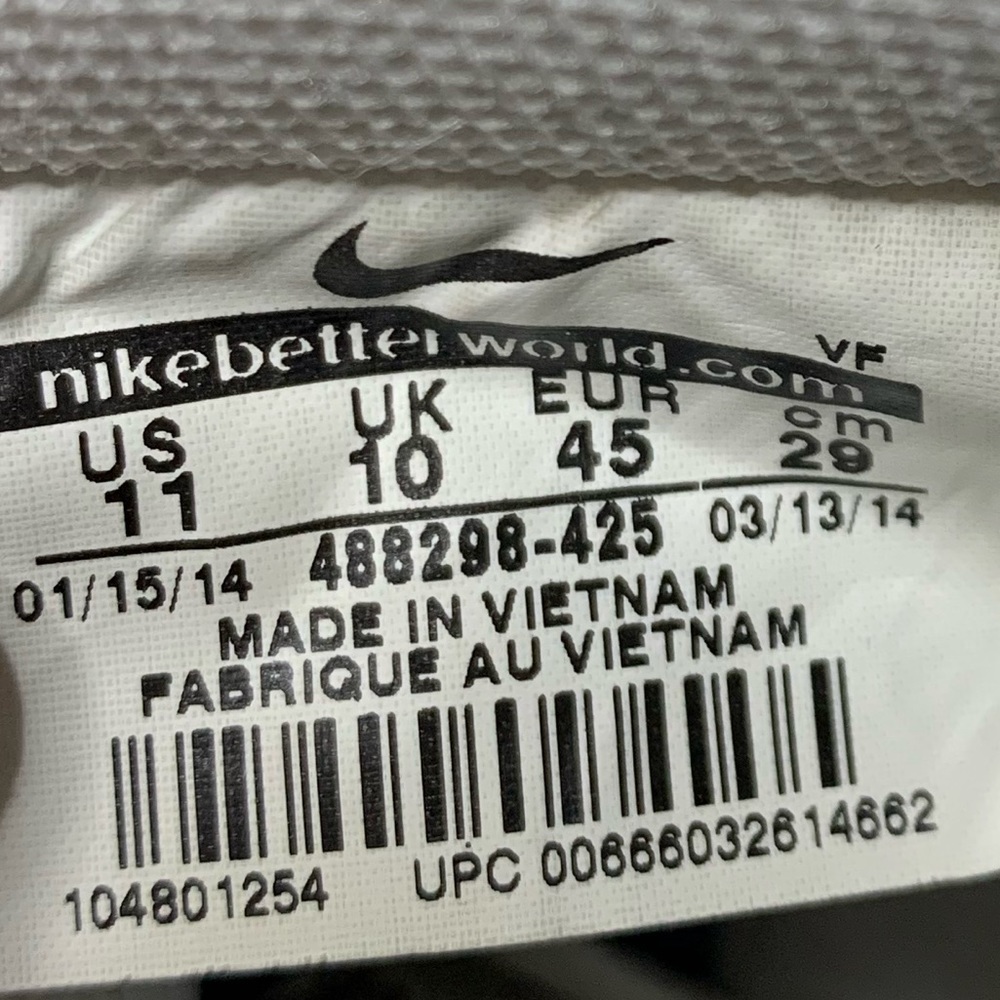 nikebetterworld.com
VF
US UK EUR cm
11 10 45 29
01/15/14 488298-425 03/13/14
MADE IN VIETNAM
FABRIQUE AU VIETNAM
104801254 UPC 00666032614662